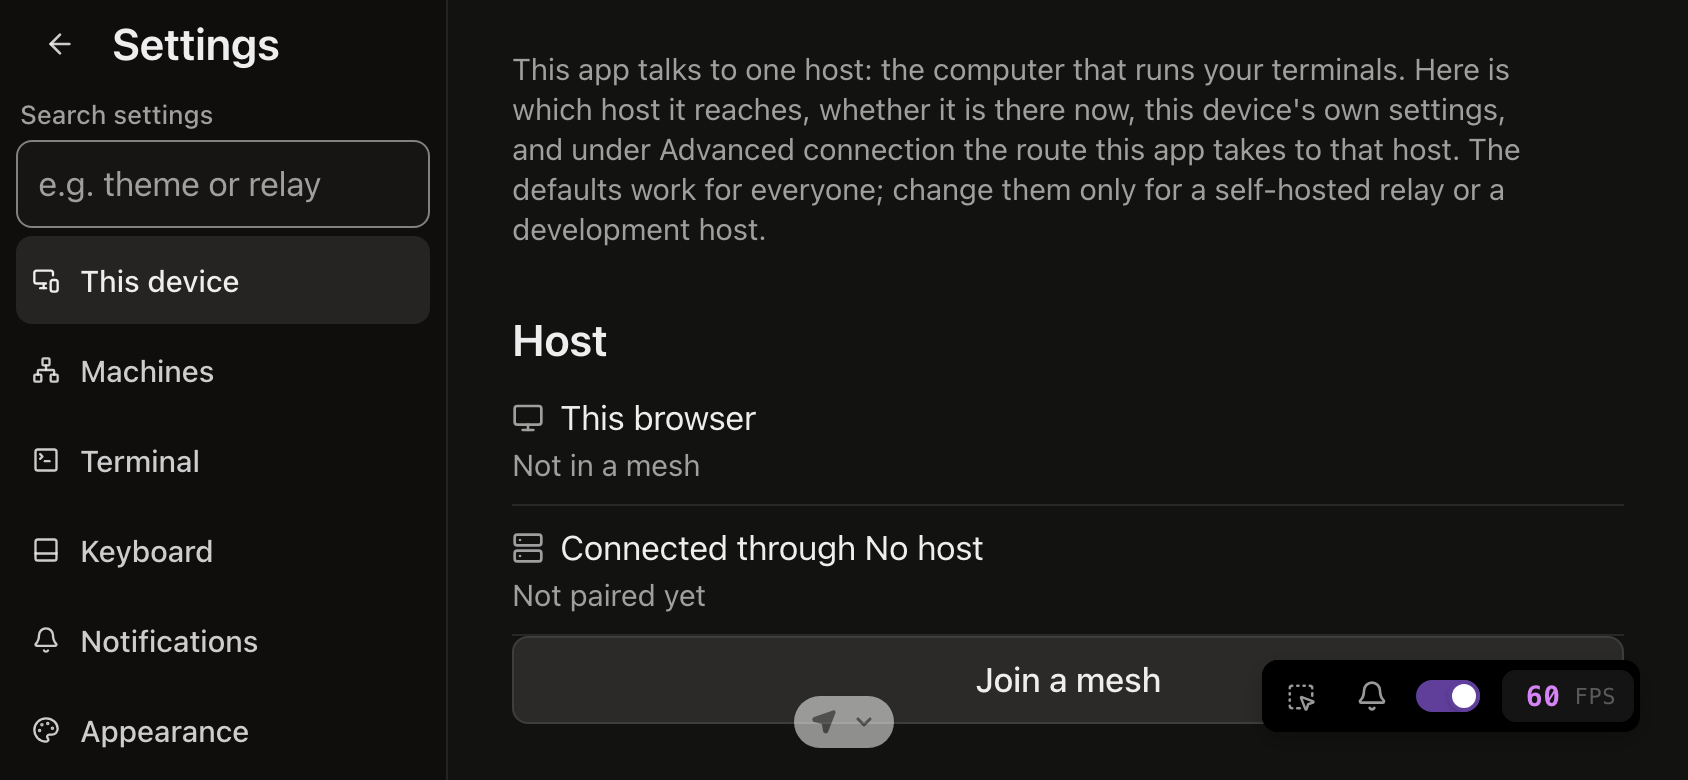 Settings
Search settings
e.g. theme or relay
This device
Machines
Terminal
Keyboard
Notifications
Appearance
This app talks to one host: the computer that runs your terminals. Here is
which host it reaches, whether it is there now, this device's own settings,
and under Advanced connection the route this app takes to that host. The
defaults work for everyone; change them only for a self-hosted relay or a
development host.
Host
This browser
Not in a mesh
Connected through No host
Not paired yet
Join a mesh
60 FPS